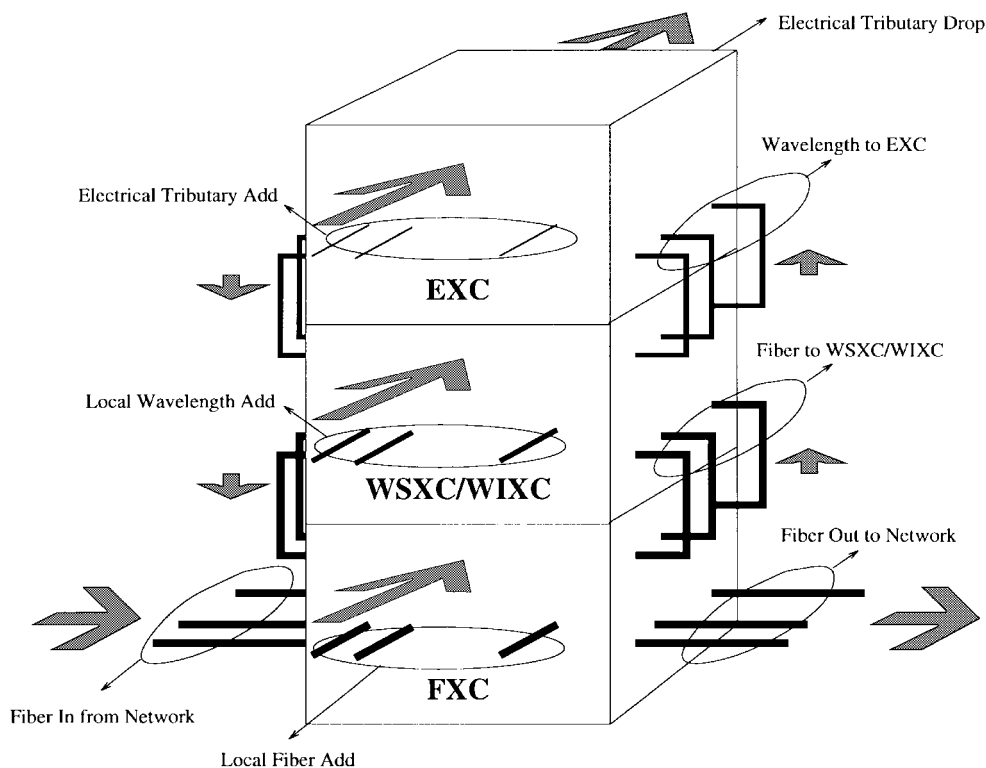 Electrical Tributary Drop
Wavelength to EXC
Electrical Tributary Add
EXC
Fiber to WSXC/WIXC
Local Wavelength Add
WSXC/WIXC
Fiber Out to Network
FXC
Fiber In from Network
Local Fiber Add